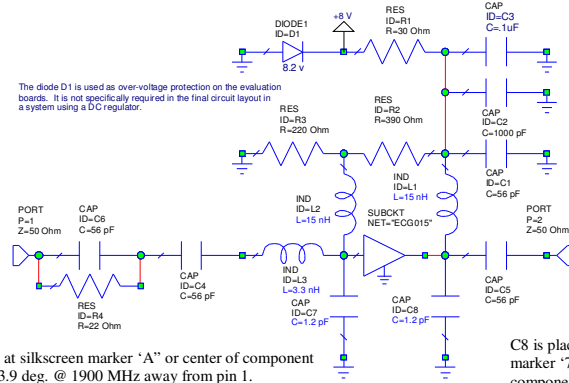 CAP
ID=C3
C=.1uF
DIODE1
ID=D1
+8 V
RES
ID=R1
R=30 Ohm
8.2 v
The diode D1 is used as over-voltage protection on the evaluation
boards. It is not specifically required in the final circuit layout in
a system using a DC regulator.
RES
ID=R3
R=220 Ohm
RES
ID=R2
R=390 Ohm
CAP
ID=C2
C=1000 pF
CAP
ID=C1
C=56 pF
IND
ID=L1
L=15 nH
IND
ID=L2
L=15 nH
SUBCKT
NET="ECG015"
PORT
P=1
Z=50 Ohm
CAP
ID=C6
C=56 pF
PORT
P=2
Z=50 Ohm
CAP
ID=C4
C=56 pF
IND
ID=L3
L=3.3 nH
CAP
ID=C5
C=56 pF
RES
ID=R4
R=22 Ohm
CAP
ID=C7
C=1.2 pF
CAP
ID=C8
C=1.2 pF
at silkscreen marker ‘A” or center of component
3.9 deg. @ 1900 MHz away from pin 1.
C8 is plac
marker ‘7
compone